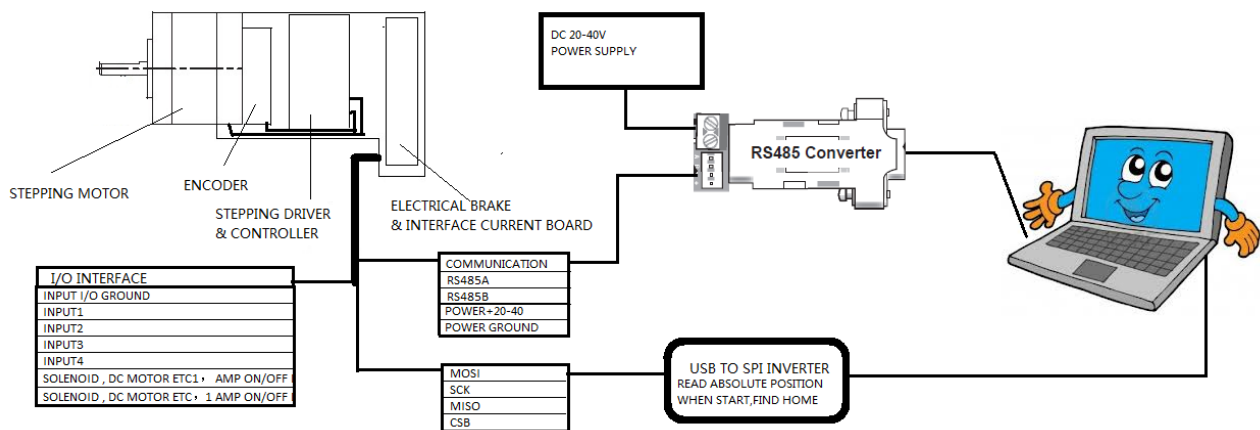 DC 20-40V
POWER SUPPLY
RS485 Converter
STEPPING MOTOR
ENCODER
STEPPING DRIVER
& CONTROLLER
ELECTRICAL BRAKE
& INTERFACE CURRENT BOARD
I/O INTERFACE
INPUT I/O GROUND
INPUT1
INPUT2
INPUT3
INPUT4
SOLENOID , DC MOTOR ETC1， AMP ON/OFF
SOLENOID , DC MOTOR ETC，1 AMP ON/OFF
COMMUNICATION
RS485A
RS485B
POWER+20-40
POWER GROUND
MOSI
SCK
MISO
CSB
USB TO SPI INVERTER
READ ABSOLUTE POSITION
WHEN START,FIND HOME